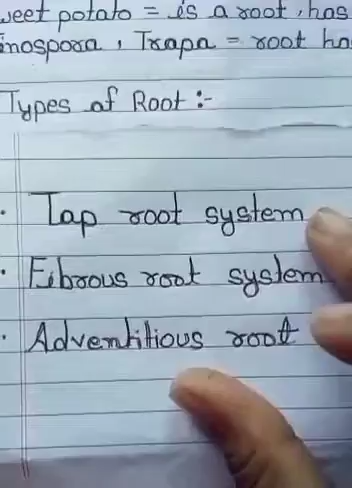 weet potato = is a root, has
inospora, Trapa = root ha
Types of Root :-
· Tap root system
· Fibrous root system
· Adventitious root